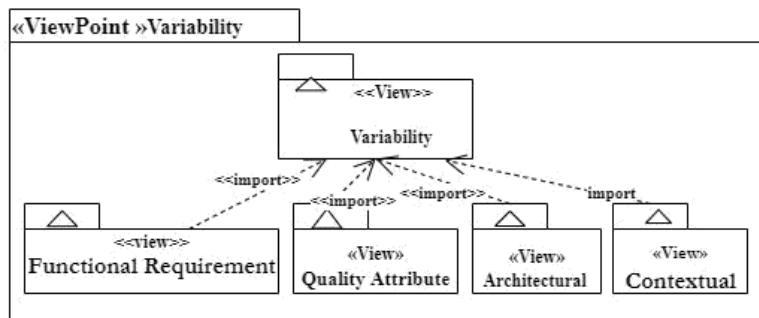 «ViewPoint »Variability
<<View>>
Variability
<<import>>
<<import>>
<<import>>
import
<<view>>
Functional Requirement
«View»
Quality Attribute
«View»
Architectural
«View»
Contextual